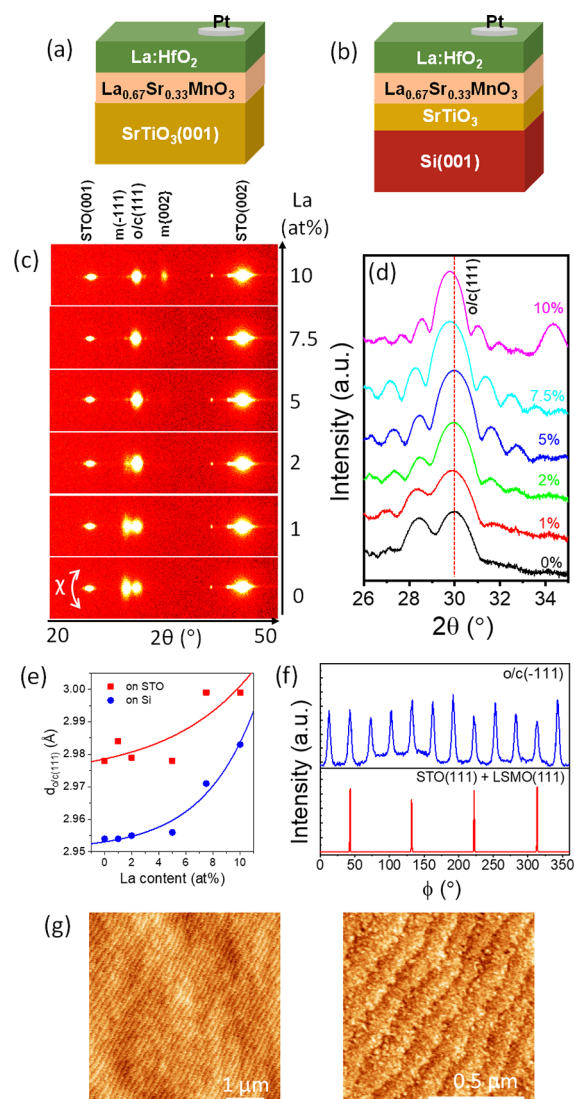 (a)
Pt
La:HfO2
La0.67Sr0.33MnO3
SrTiO3(001)
(b)
Pt
La:HfO2
La0.67Sr0.33MnO3
SrTiO3
Si(001)
STO(001)
m(-111)
o/c(111)
m{002}
STO(002)
La
(at%)
(c)
10
7.5
5
2
1
0
χ
20
2θ (°)
50
(d)
o/c(111)
10%
7.5%
5%
2%
1%
0%
Intensity (a.u.)
26 28 30 32 34
2θ (°)
(e)
on STO
on Si
3.00
2.99
2.98
2.97
2.96
2.95
do/c(111) (Å)
0 2 4 6 8 10
La content (at%)
(f)
o/c(-111)
STO(111) + LSMO(111)
Intensity (a.u.)
0 50 100 150 200 250 300 350
ϕ (°)
(g)
1 µm
0.5 µm